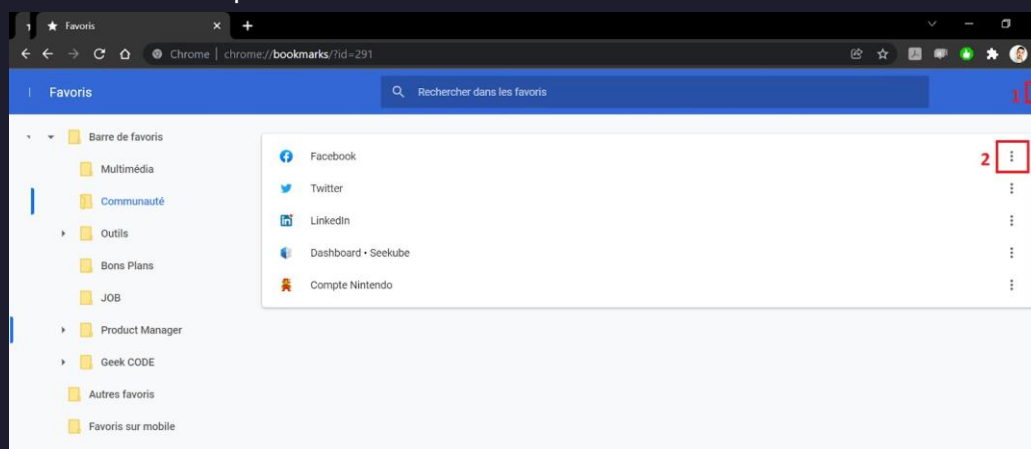 Favoris
Chrome | chrome://bookmarks/?id=291
Favoris
Rechercher dans les favoris
1
Barre de favoris
Multimédia
Communauté
Outils
Bons Plans
JOB
Product Manager
Geek CODE
Autres favoris
Favoris sur mobile
Facebook
2
Twitter
LinkedIn
Dashboard • Seekube
Compte Nintendo